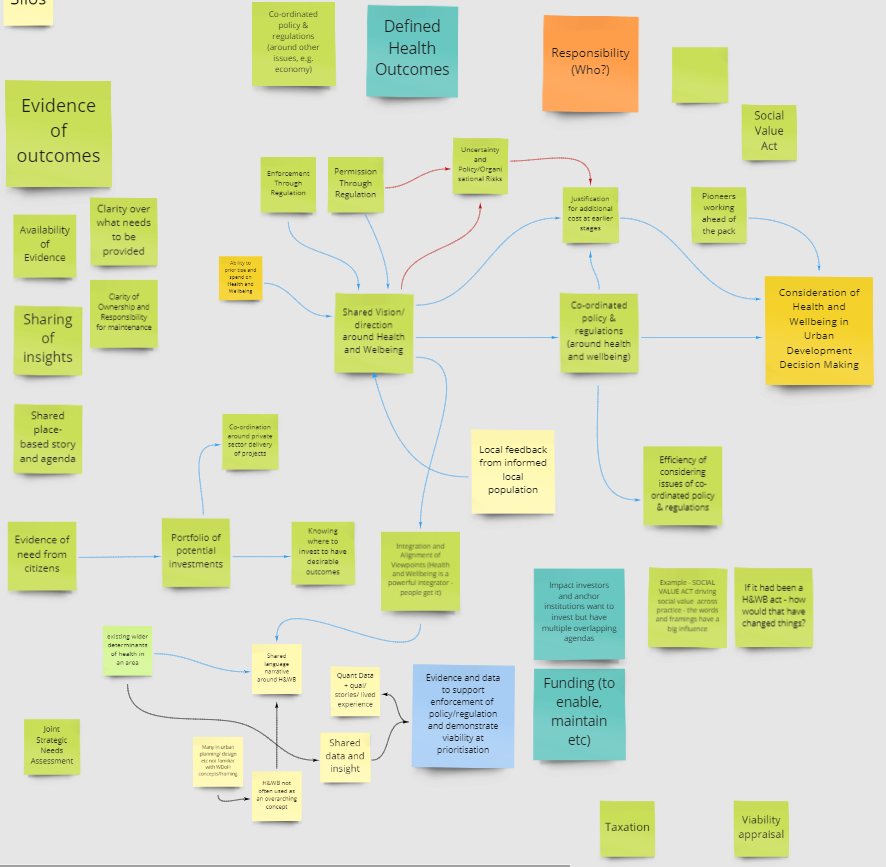 Silos
Co-ordinated
policy &
regulations
(around other
issues, e.g.
economy)
Defined
Health
Outcomes
Responsibility
(Who?)
Social
Value
Act
Evidence
of
outcomes
Enforcement
Through
Regulation
Permission
Through
Regulation
Uncertainty
and
Policy/Organi
sational Risks
Justification
for additional
cost at earlier
stages
Pioneers
working
ahead of
the pack
Availability
of
Evidence
Clarity over
what needs
to be
provided
Ability to
prioritise and
spend on
Health and
Wellbeing
Clarity of
Ownership and
Responsibility
for maintenance
Sharing
of
insights
Shared Vision/
direction
around Health
and Welbeing
Co-ordinated
policy &
regulations
(around health
and wellbeing)
Consideration of
Health and
Wellbeing in
Urban
Development
Decision Making
Shared
place-
based story
and agenda
Co-ordination
around private
sector delivery
of projects
Local feedback
from informed
local
population
Efficiency of
considering
issues of co-
ordinated policy
& regulations
Evidence of
need from
citizens
Portfolio of
potential
investments
Knowing
where to
invest to have
desirable
outcomes
Integration and
Alignment of
Viewpoints (Health
and Wellbeing is a
powerful integrator -
people get it)
Impact investors
and anchor
institutions want to
invest but have
multiple overlapping
agendas
Example - SOCIAL
VALUE ACT driving
social value across
practice - the words
and framings have a
big influence
If it had been a
H&WB act - how
would that have
changed things?
existing wider
determinants
of health in
an area
Shared
language
narrative
around H&WB
Quant Data
+ qual/
stories/ lived
experience
Evidence and data
to support
enforcement of
policy/regulation
and demonstrate
viability at
prioritisation
Funding (to
enable,
maintain
etc)
Joint
Strategic
Needs
Assessment
Many in urban
planning/ design
etc not familiar
with WDoH
concepts/framing
Shared
data and
insight
H&WB not
often used as
an overarching
concept
Taxation
Viability
appraisal